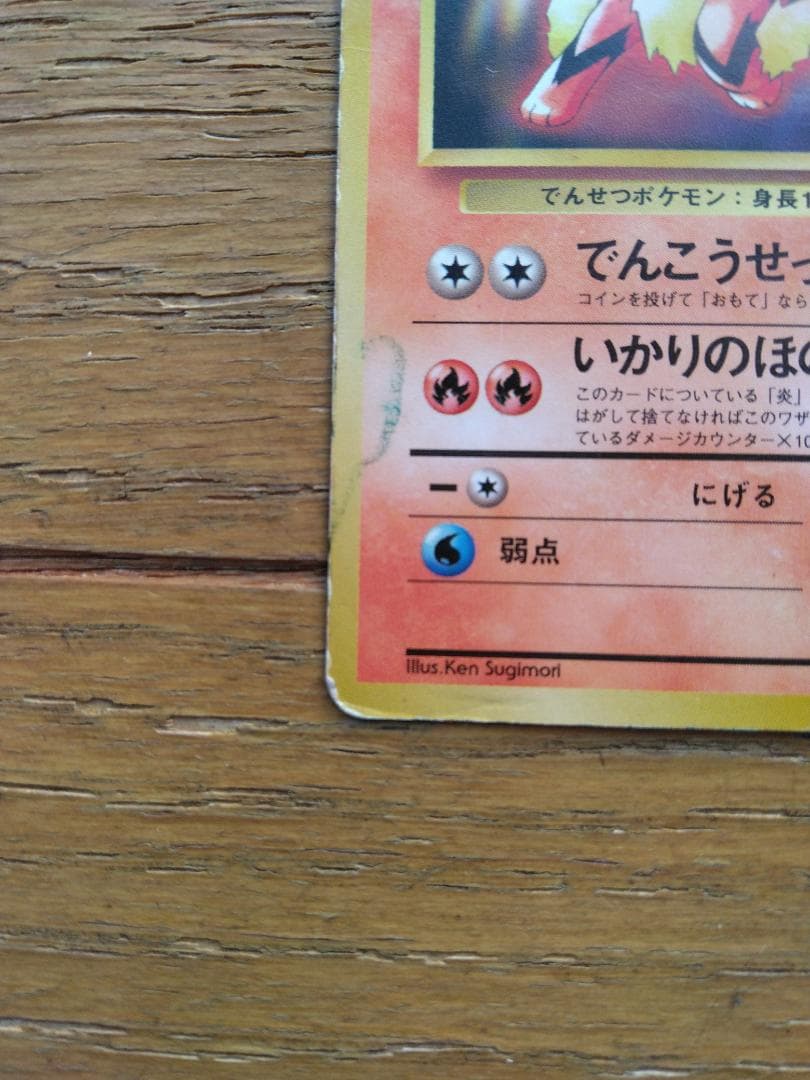 でんせつポケモン：身長
でんこうせっ
コインを投げて「おもて」なら
いかりのほの
このカードについている「炎」
はがして捨てなければこのワザ
ているダメージカウンター×10
ー にげる
弱点
Illus.Ken Sugimori